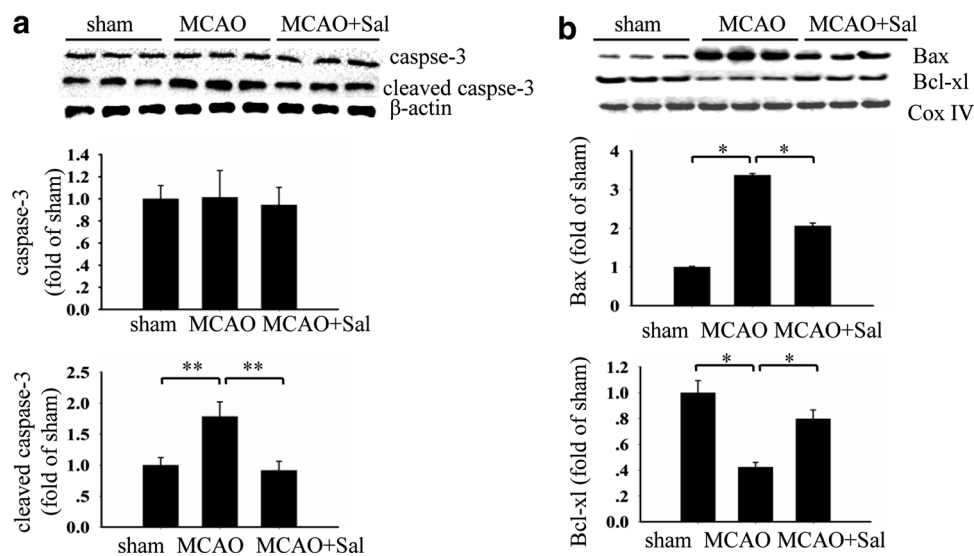 a
sham MCAO MCAO+Sal
caspse-3
cleaved caspse-3
β-actin
caspase-3
(fold of sham)
1.4
1.2
1.0
.8
.6
.4
.2
0.0
sham MCAO MCAO+Sal
cleaved caspase-3
(fold of sham)
2.5
2.0
1.5
1.0
.5
0.0
** **
sham MCAO MCAO+Sal
b
sham MCAO MCAO+Sal
Bax
Bcl-xl
Cox IV
Bax (fold of sham)
4
3
2
1
0
* *
sham MCAO MCAO+Sal
Bcl-xl (fold of sham)
1.2
1.0
.8
.6
.4
.2
0.0
* *
sham MCAO MCAO+Sal